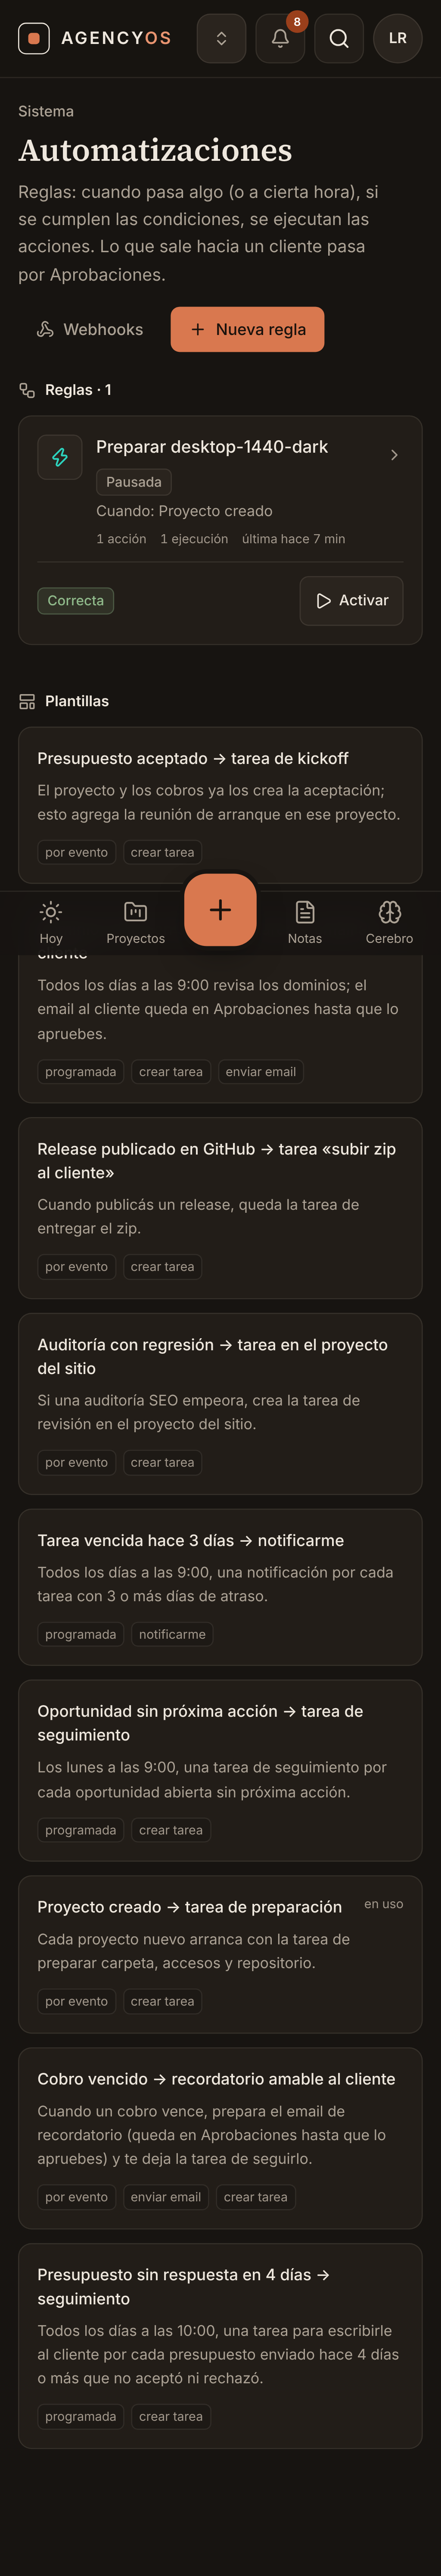 AGENCYOS
8
LR
Sistema
Automatizaciones
Reglas: cuando pasa algo (o a cierta hora), si
se cumplen las condiciones, se ejecutan las
acciones. Lo que sale hacia un cliente pasa
por Aprobaciones.
Webhooks
Nueva regla
Reglas · 1
Preparar desktop-1440-dark
Pausada
Cuando: Proyecto creado
1 acción 1 ejecución última hace 7 min
Correcta
Activar
Plantillas
Presupuesto aceptado → tarea de kickoff
El proyecto y los cobros ya los crea la aceptación;
esto agrega la reunión de arranque en ese proyecto.
por evento crear tarea
Hoy
Proyectos
Notas
Cerebro
cliente
Todos los días a las 9:00 revisa los dominios; el
email al cliente queda en Aprobaciones hasta que lo
apruebes.
programada crear tarea enviar email
Release publicado en GitHub → tarea «subir zip
al cliente»
Cuando publicás un release, queda la tarea de
entregar el zip.
por evento crear tarea
Auditoría con regresión → tarea en el proyecto
del sitio
Si una auditoría SEO empeora, crea la tarea de
revisión en el proyecto del sitio.
por evento crear tarea
Tarea vencida hace 3 días → notificarme
Todos los días a las 9:00, una notificación por cada
tarea con 3 o más días de atraso.
programada notificarme
Oportunidad sin próxima acción → tarea de
seguimiento
Los lunes a las 9:00, una tarea de seguimiento por
cada oportunidad abierta sin próxima acción.
programada crear tarea
Proyecto creado → tarea de preparación en uso
Cada proyecto nuevo arranca con la tarea de
preparar carpeta, accesos y repositorio.
por evento crear tarea
Cobro vencido → recordatorio amable al cliente
Cuando un cobro vence, prepara el email de
recordatorio (queda en Aprobaciones hasta que lo
apruebes) y te deja la tarea de seguirlo.
por evento enviar email crear tarea
Presupuesto sin respuesta en 4 días →
seguimiento
Todos los días a las 10:00, una tarea para escribirle
al cliente por cada presupuesto enviado hace 4 días
o más que no aceptó ni rechazó.
programada crear tarea